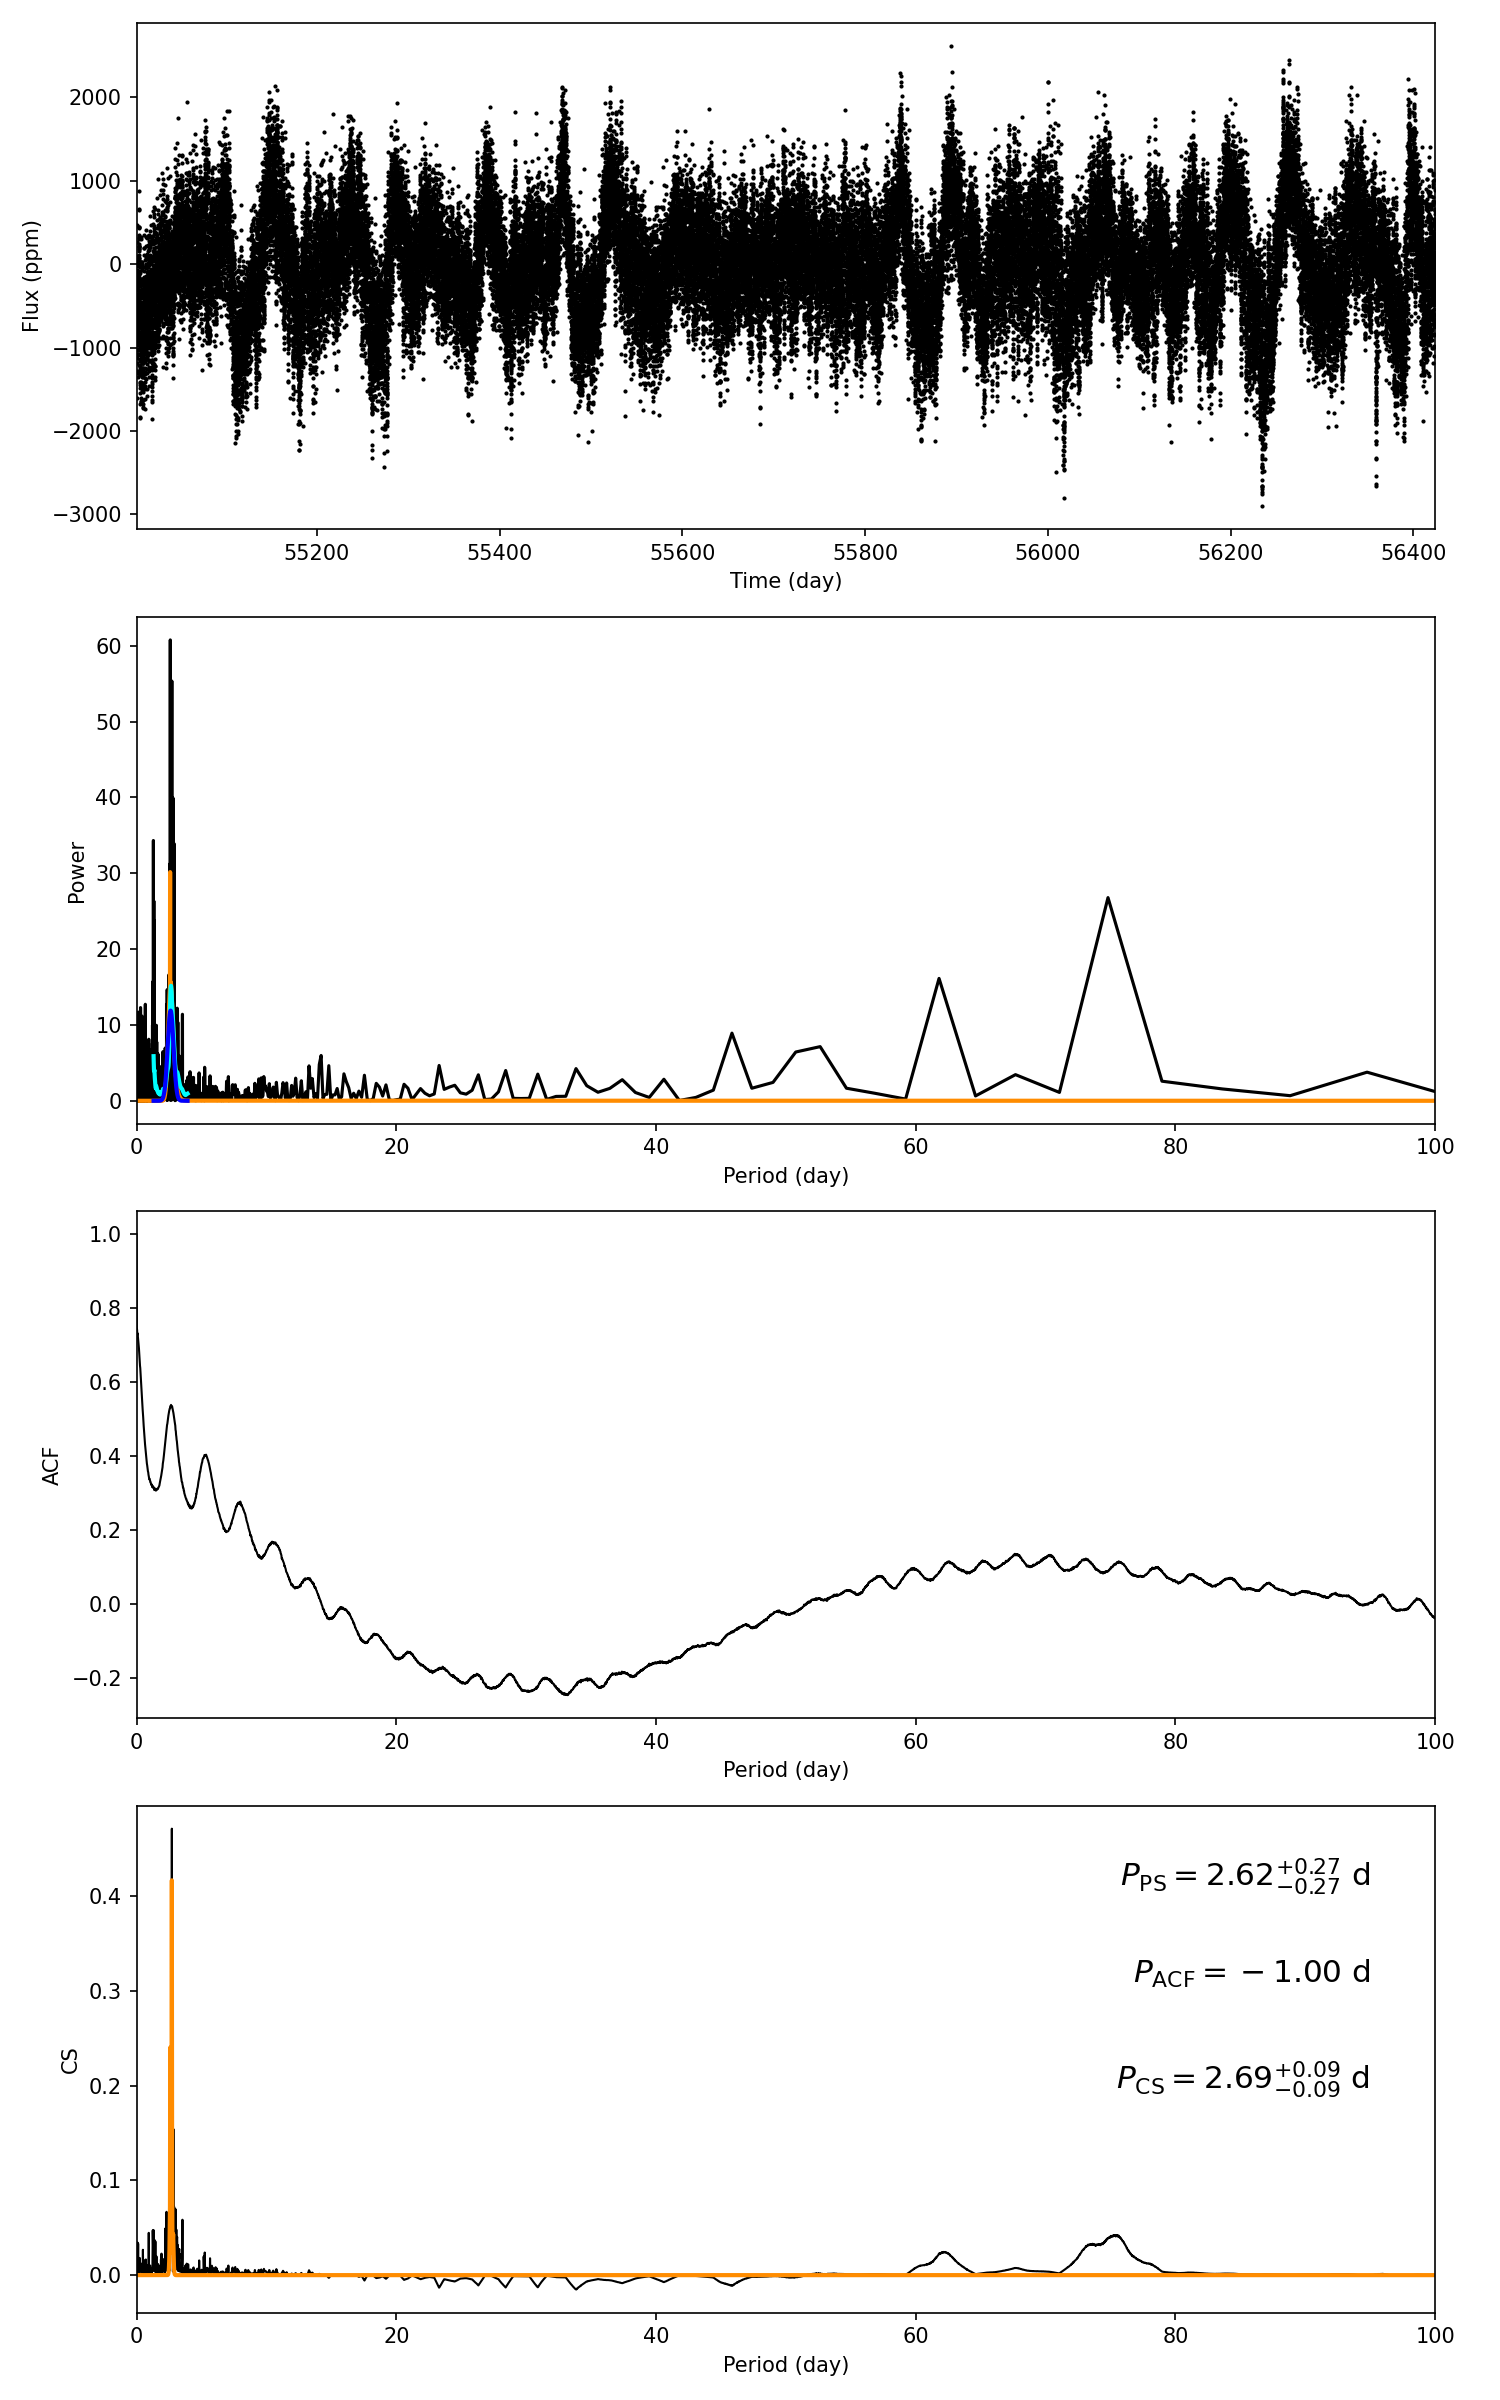 2000
1000
0
−1000
−2000
−3000
Flux (ppm)
55200 55400 55600 55800 56000 56200 56400
Time (day)
60
50
40
30
20
10
0
Power
0 20 40 60 80 100
Period (day)
1.0
0.8
0.6
0.4
0.2
0.0
−0.2
ACF
0 20 40 60 80 100
Period (day)
0.4
0.3
0.2
0.1
0.0
CS
P_PS = 2.62^{+0.27}_{−0.27} d
P_ACF = −1.00 d
P_CS = 2.69^{+0.09}_{−0.09} d
0 20 40 60 80 100
Period (day)